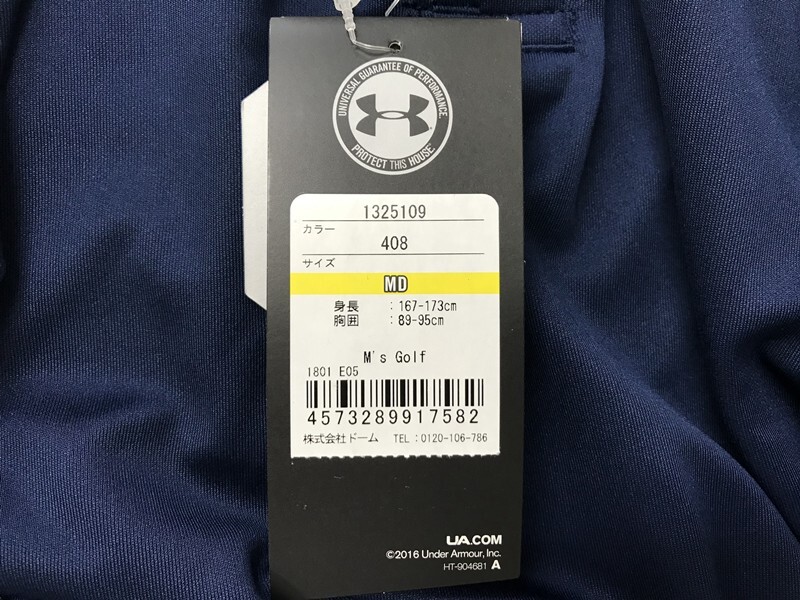 UNIVERSAL GUARANTEE OF PERFORMANCE.
PROTECT THIS HOUSE.
1325109
カラー
408
サイズ
MD
身長 :167-173cm
胸囲 :89-95cm
M's Golf
1801 E05
4573289917582
株式会社ドーム TEL:0120-106-786
UA.COM
©2016 Under Armour, Inc.
HT-904681 A